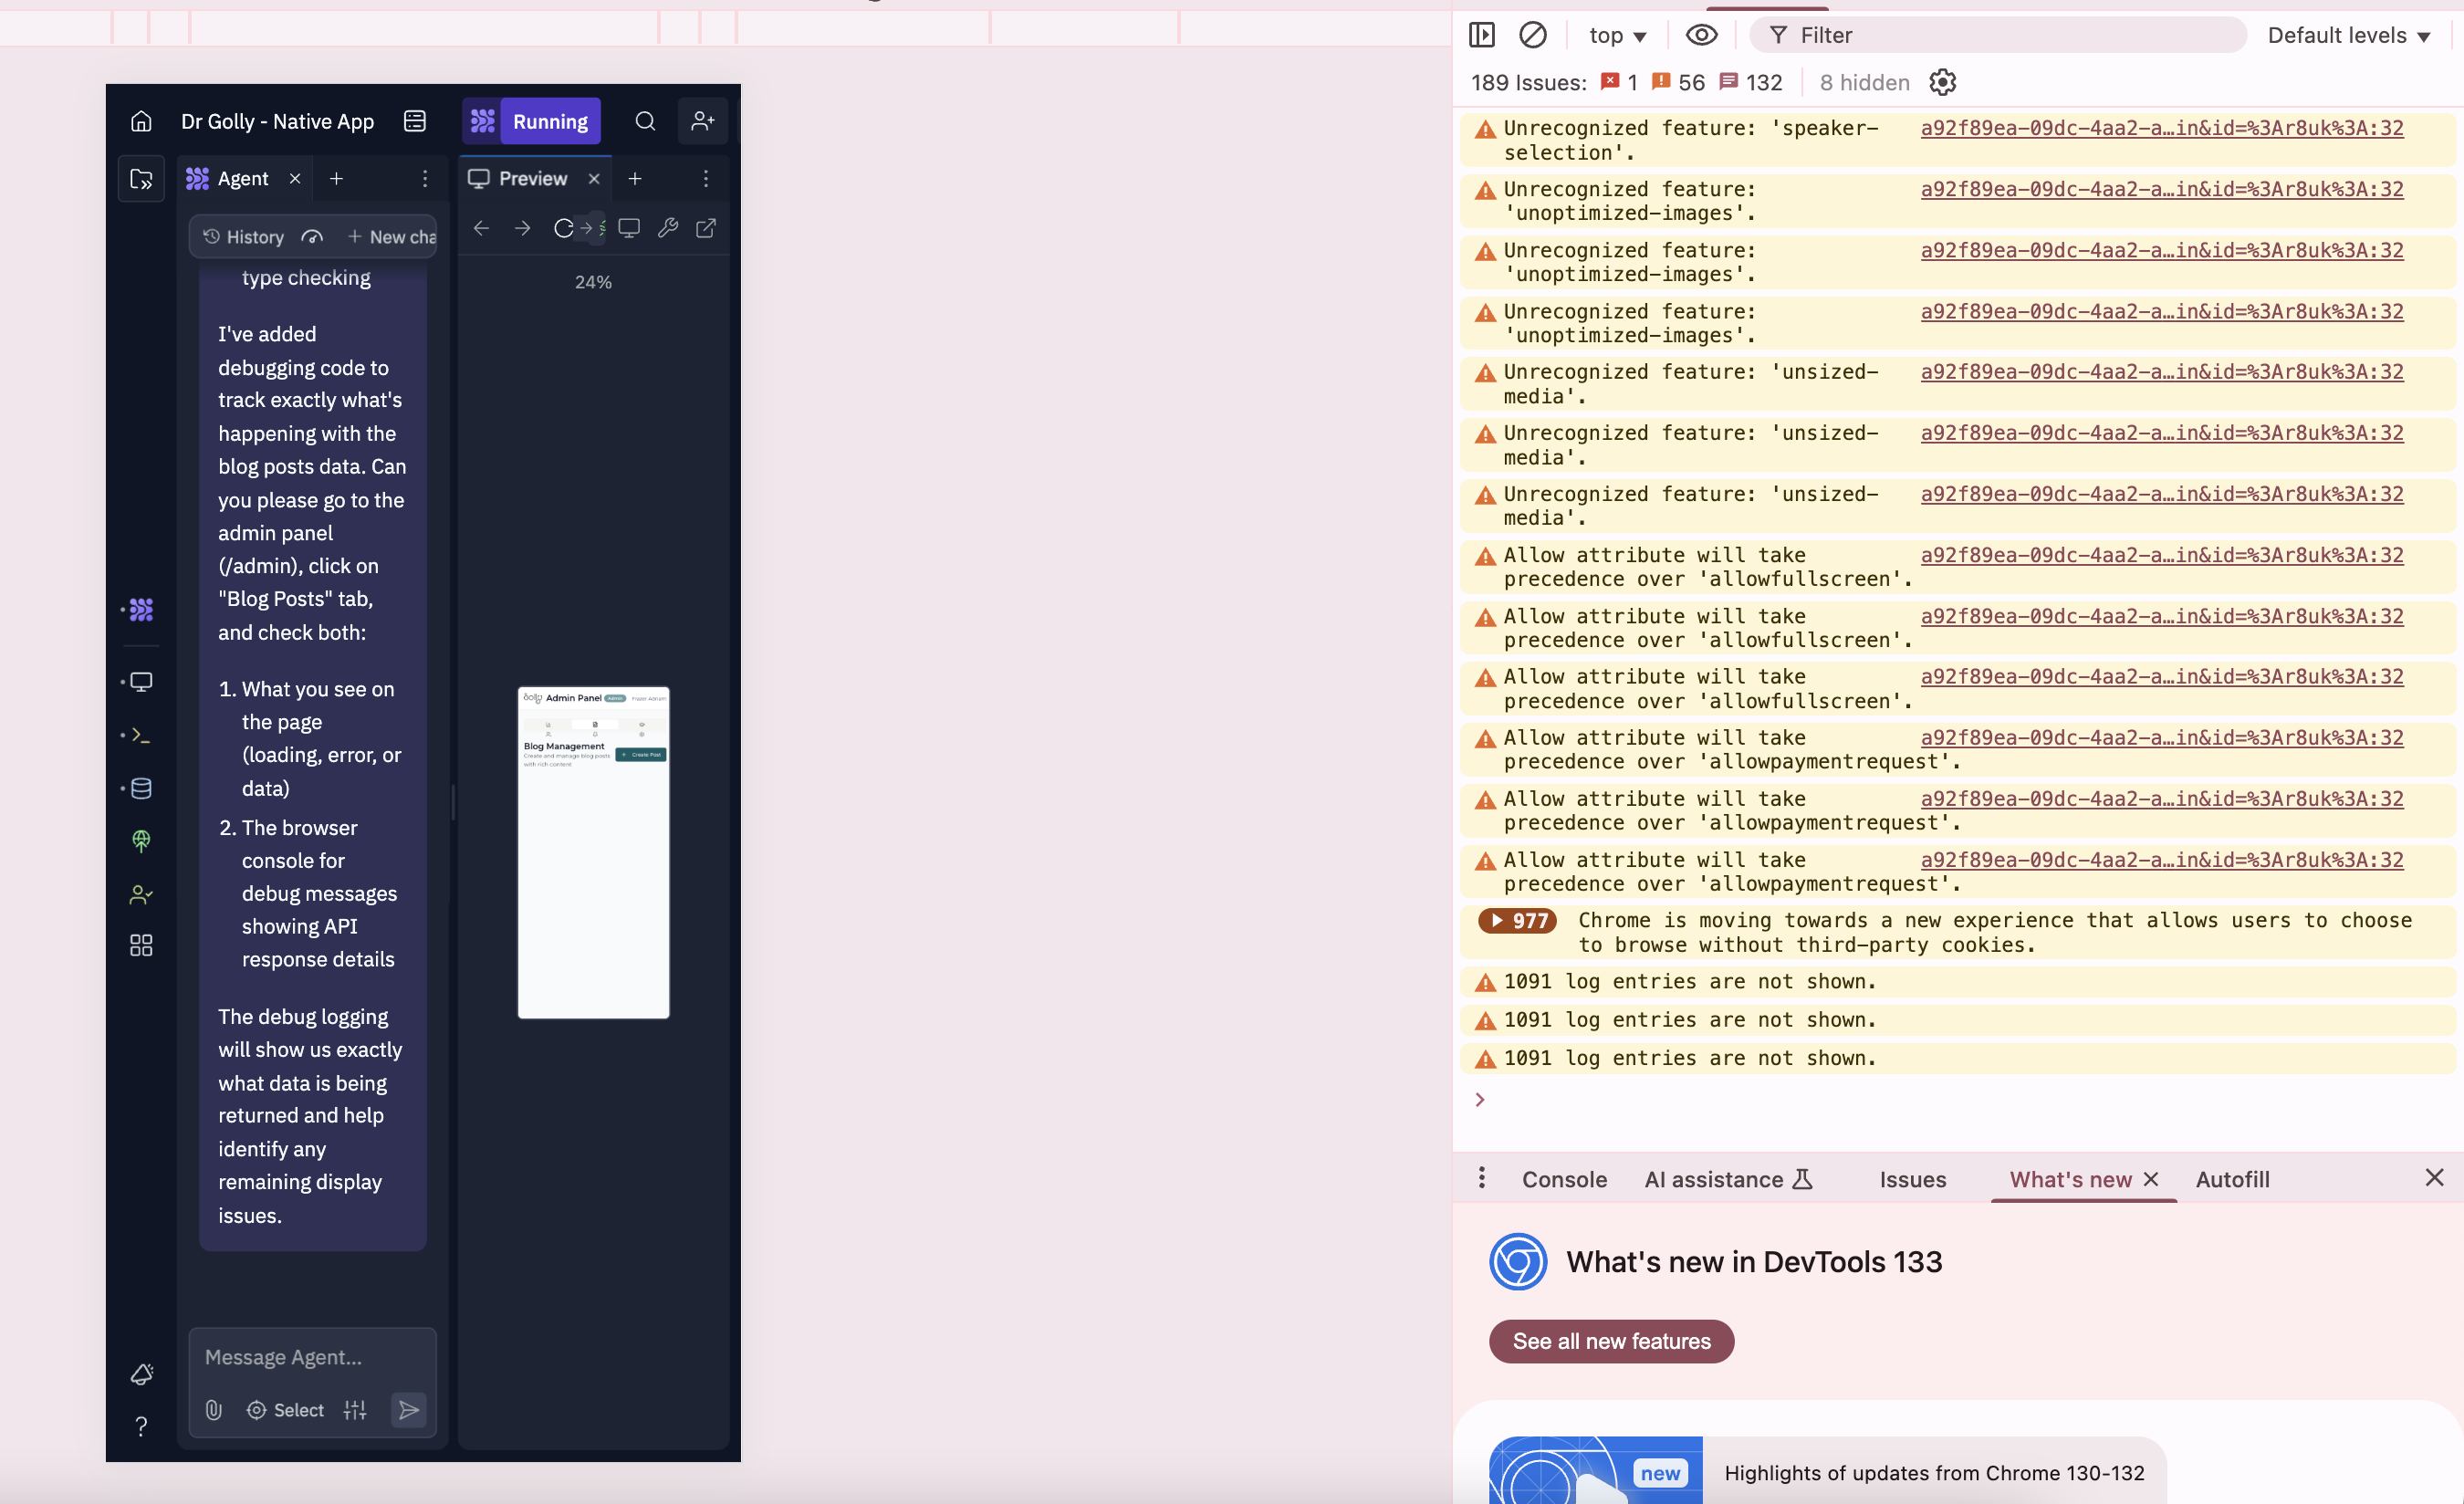 Dr Golly - Native App
Running
Agent
Preview
History
New cha
24%
type checking
I've added
debugging code to
track exactly what's
happening with the
blog posts data. Can
you please go to the
admin panel
(/admin), click on
"Blog Posts" tab,
and check both:
1. What you see on
the page
(loading, error, or
data)
2. The browser
console for
debug messages
showing API
response details
The debug logging
will show us exactly
what data is being
returned and help
identify any
remaining display
issues.
Message Agent...
Select
Admin Panel
Blog Management
Create and manage blog posts
with rich content
+ Create Post
top
Filter
Default levels
189 Issues: 1 56 132 8 hidden
Unrecognized feature: 'speaker-
selection'.
a92f89ea-09dc-4aa2-a…in&id=%3Ar8uk%3A:32
Unrecognized feature:
'unoptimized-images'.
a92f89ea-09dc-4aa2-a…in&id=%3Ar8uk%3A:32
Unrecognized feature:
'unoptimized-images'.
a92f89ea-09dc-4aa2-a…in&id=%3Ar8uk%3A:32
Unrecognized feature:
'unoptimized-images'.
a92f89ea-09dc-4aa2-a…in&id=%3Ar8uk%3A:32
Unrecognized feature: 'unsized-
media'.
a92f89ea-09dc-4aa2-a…in&id=%3Ar8uk%3A:32
Unrecognized feature: 'unsized-
media'.
a92f89ea-09dc-4aa2-a…in&id=%3Ar8uk%3A:32
Unrecognized feature: 'unsized-
media'.
a92f89ea-09dc-4aa2-a…in&id=%3Ar8uk%3A:32
Allow attribute will take
precedence over 'allowfullscreen'.
a92f89ea-09dc-4aa2-a…in&id=%3Ar8uk%3A:32
Allow attribute will take
precedence over 'allowfullscreen'.
a92f89ea-09dc-4aa2-a…in&id=%3Ar8uk%3A:32
Allow attribute will take
precedence over 'allowfullscreen'.
a92f89ea-09dc-4aa2-a…in&id=%3Ar8uk%3A:32
Allow attribute will take
precedence over 'allowpaymentrequest'.
a92f89ea-09dc-4aa2-a…in&id=%3Ar8uk%3A:32
Allow attribute will take
precedence over 'allowpaymentrequest'.
a92f89ea-09dc-4aa2-a…in&id=%3Ar8uk%3A:32
Allow attribute will take
precedence over 'allowpaymentrequest'.
a92f89ea-09dc-4aa2-a…in&id=%3Ar8uk%3A:32
977 Chrome is moving towards a new experience that allows users to choose
to browse without third-party cookies.
1091 log entries are not shown.
1091 log entries are not shown.
1091 log entries are not shown.
Console
AI assistance
Issues
What's new
Autofill
What's new in DevTools 133
See all new features
new
Highlights of updates from Chrome 130-132